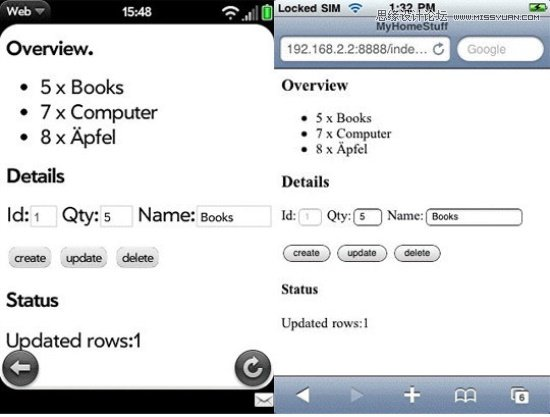 Web 15:48
Overview.
• 5 x Books
• 7 x Computer
• 8 x Äpfel
Details
Id: 1 Qty: 5 Name: Books
create update delete
Status
Updated rows:1
思缘设计论坛 WWW.MISSYUAN.COM
Locked SIM 1:32 PM
MyHomeStuff
192.168.2.2:8888/inde... Google
Overview
• 5 x Books
• 7 x Computer
• 8 x Äpfel
Details
Id: 1 Qty: 5 Name: Books
create update delete
Status
Updated rows:1
6